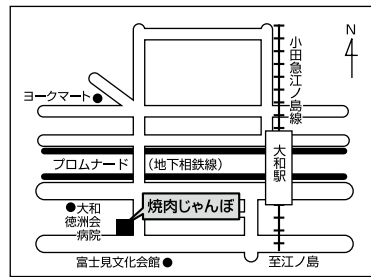 N
小田急江ノ島線
ヨークマート
大和駅
プロムナード (地下相鉄線)
焼肉じゃんぼ
大和
徳洲会
病院
富士見文化会館
至江ノ島